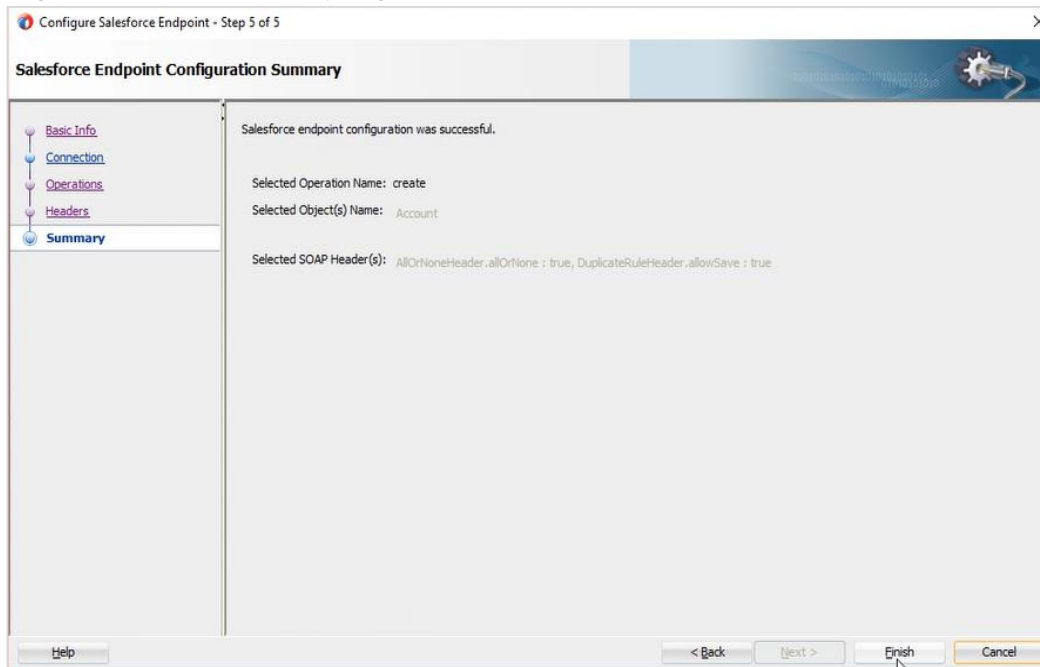 Configure Salesforce Endpoint - Step 5 of 5
Salesforce Endpoint Configuration Summary
Basic Info
Connection
Operations
Headers
Summary
Salesforce endpoint configuration was successful.
Selected Operation Name: create
Selected Object(s) Name: Account
Selected SOAP Header(s): AllOrNoneHeader.allOrNone : true, DuplicateRuleHeader.allowSave : true
Help
< Back
Next >
Finish
Cancel